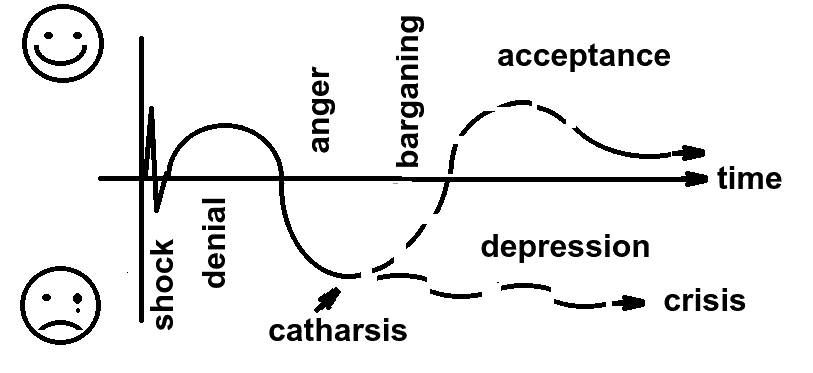 shock
denial
anger
barganing
acceptance
time
depression
crisis
catharsis